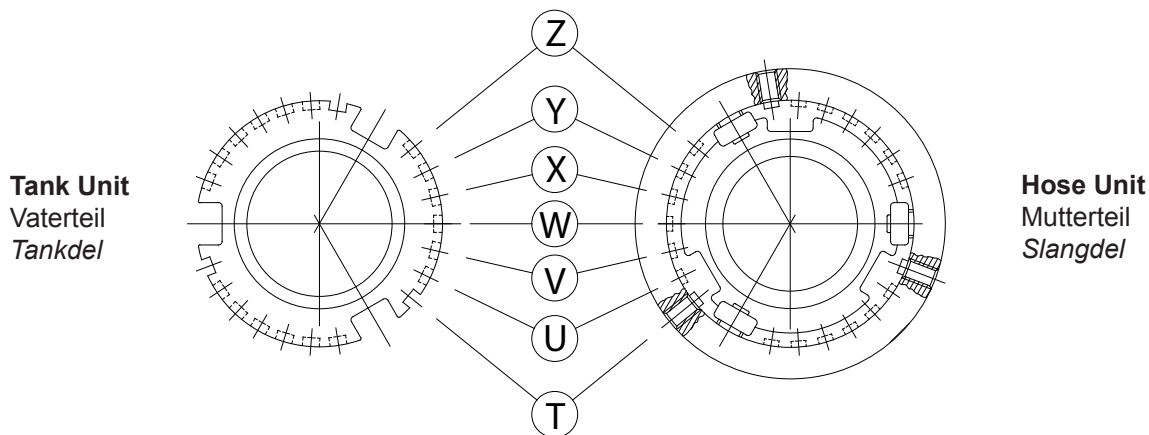 Z
Y
X
W
V
U
T
Tank Unit
Vaterteil
Tankdel
Hose Unit
Mutterteil
Slangdel